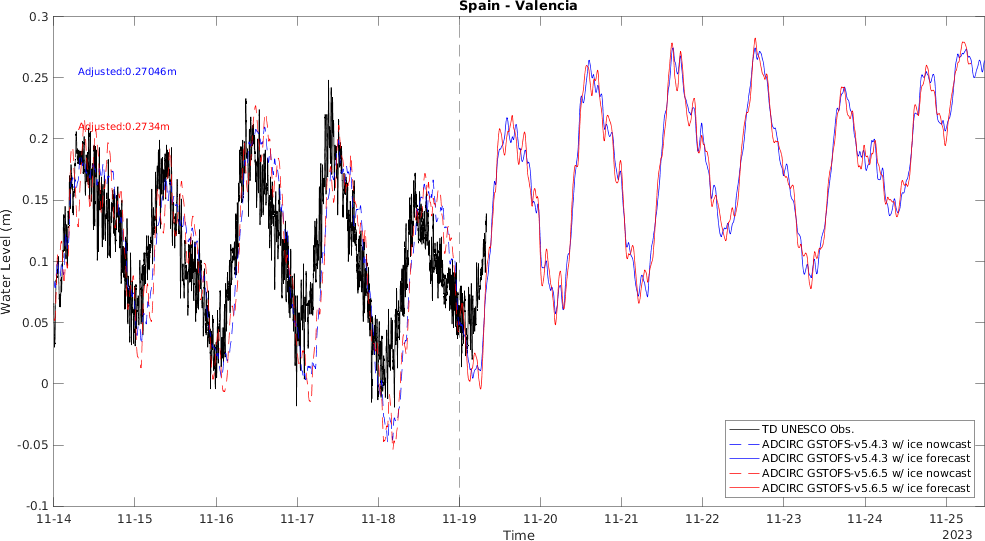 Spain - Valencia
0.3
0.25
0.2
0.15
0.1
0.05
0
-0.05
-0.1
Water Level (m)
Adjusted:0.27046m
Adjusted:0.2734m
TD UNESCO Obs.
ADCIRC GSTOFS-v5.4.3 w/ ice nowcast
ADCIRC GSTOFS-v5.4.3 w/ ice forecast
ADCIRC GSTOFS-v5.6.5 w/ ice nowcast
ADCIRC GSTOFS-v5.6.5 w/ ice forecast
11-14 11-15 11-16 11-17 11-18 11-19 11-20 11-21 11-22 11-23 11-24 11-25
Time 2023